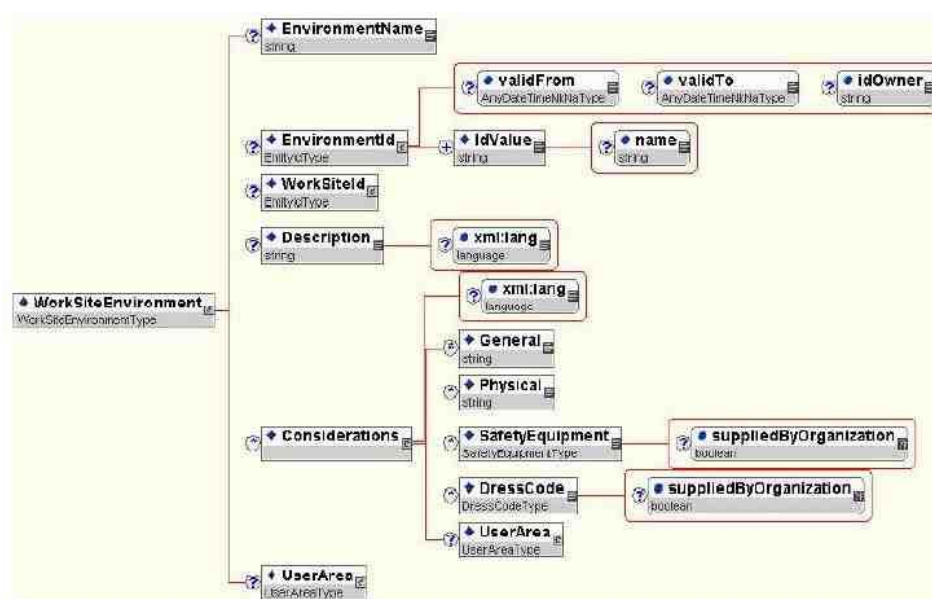 EnvironmentName
string
validFrom
AnyDateTimeNkNaType
validTo
AnyDateTimeNkNaType
idOwner
string
EnvironmentId
EntityIdType
IdValue
string
name
string
WorkSiteId
EntityIdType
Description
string
xml:lang
language
WorkSiteEnvironment
WorkSiteEnvironmentType
xml:lang
language
General
string
Physical
string
Considerations
SafetyEquipment
SafetyEquipmentType
suppliedByOrganization
boolean
DressCode
DressCodeType
suppliedByOrganization
boolean
UserArea
UserAreaType
UserArea
UserAreaType